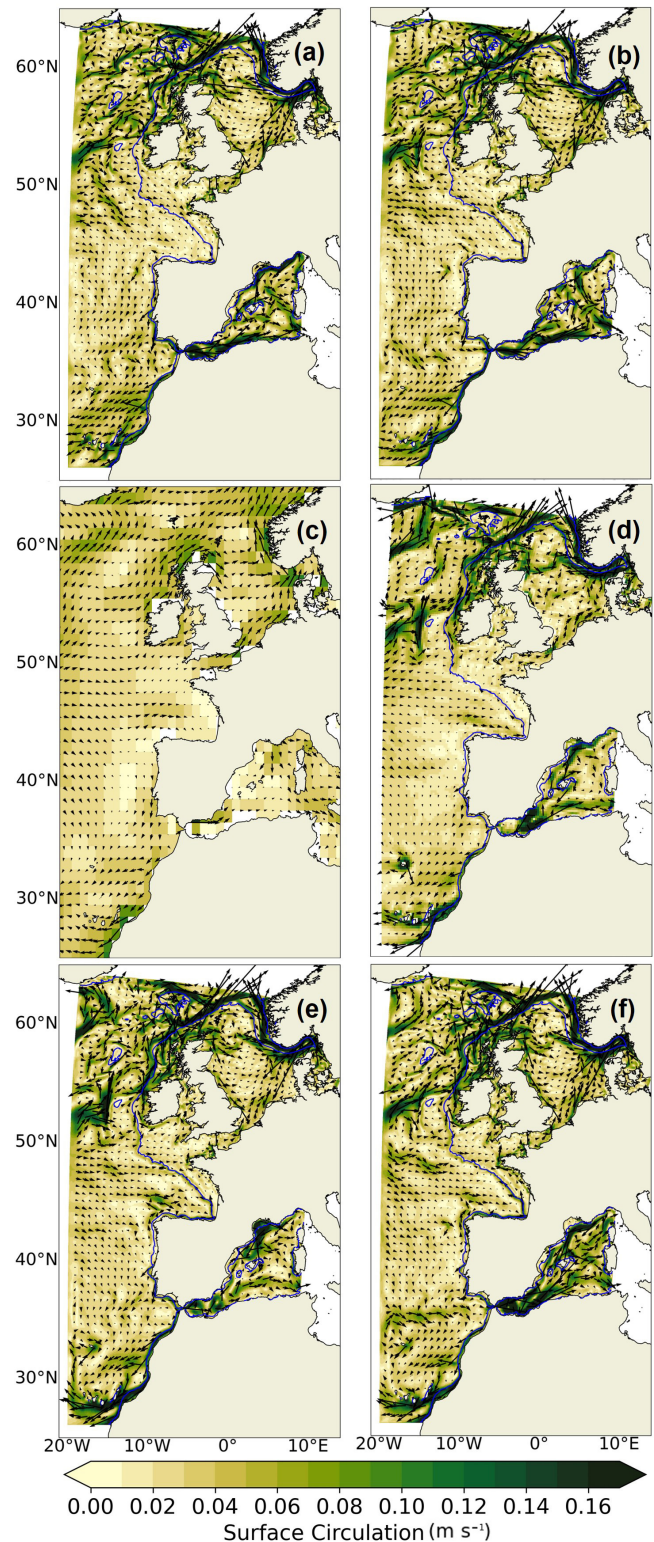 (a)
(b)
60°N
50°N
40°N
30°N
(c)
(d)
60°N
50°N
40°N
30°N
(e)
(f)
60°N
50°N
40°N
30°N
20°W 10°W 0° 10°E 20°W 10°W 0° 10°E
0.00 0.02 0.04 0.06 0.08 0.10 0.12 0.14 0.16
Surface Circulation (m s⁻¹)